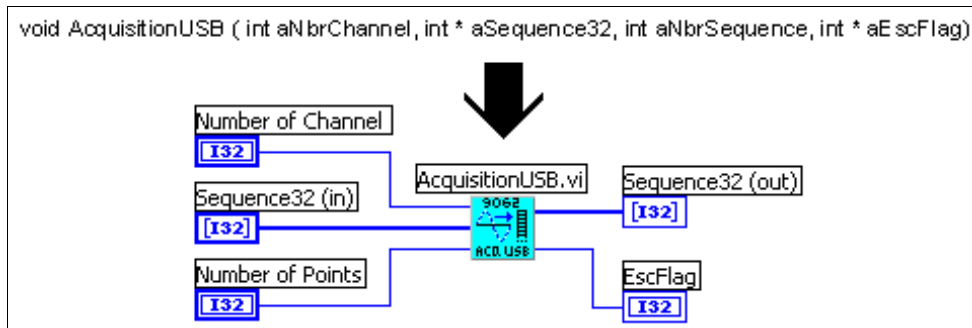 void AcquisitionUSB ( int aNbrChannel, int * aSequence32, int aNbrSequence, int * aEscFlag)
Number of Channel
I32
AcquisitionUSB.vi
Sequence32 (in)
[I32]
9062
ACQ USB
Sequence32 (out)
[I32]
Number of Points
I32
EscFlag
I32